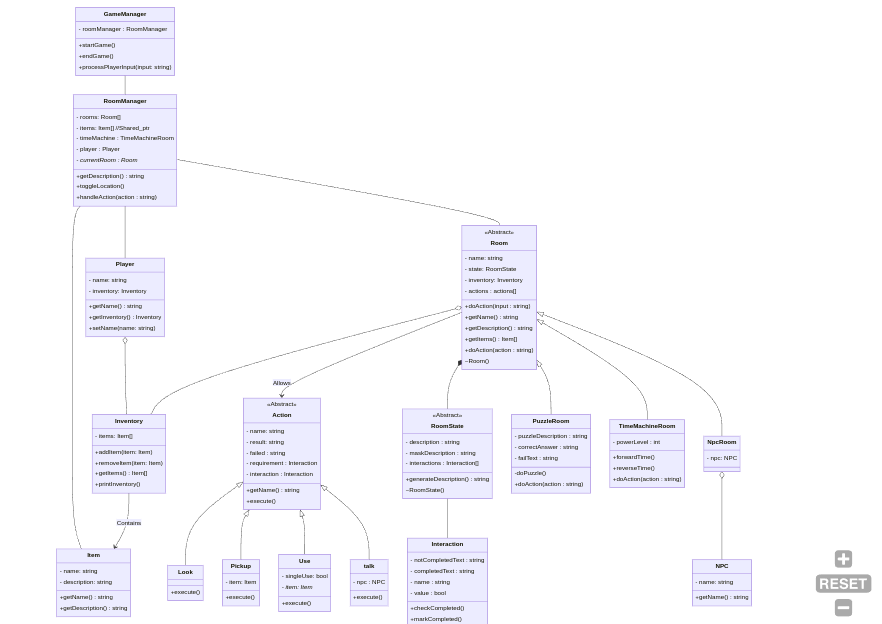 GameManager
- roomManager : RoomManager
+startGame()
+endGame()
+processPlayerInput(input: string)
RoomManager
- rooms: Room[]
- items: Item[] //Shared_ptr
- timeMachine : TimeMachineRoom
- player : Player
- currentRoom : Room
+getDescription() : string
+toggleLocation()
+handleAction(action : string)
«Abstract»
Room
- name: string
- state: RoomState
- inventory: Inventory
- actions : actions[]
+doAction(input : string)
+getName() : string
+getDescription() : string
+getItems() : Item[]
+doAction(action : string)
~Room()
Player
- name: string
- inventory: Inventory
+getName() : string
+getInventory() : Inventory
+setName(name: string)
Allows
Inventory
- items: Item[]
+addItem(item: Item)
+removeItem(item: Item)
+getItems() : Item[]
+printInventory()
«Abstract»
Action
- name: string
- result: string
- failed : string
- requirement : Interaction
- interaction : Interaction
+getName() : string
+execute()
«Abstract»
RoomState
- description : string
- maskDescription : string
- interactions : Interaction[]
+generateDescription() : string
~RoomState()
PuzzleRoom
- puzzleDescription : string
- correctAnswer : string
- failText : string
-doPuzzle()
+doAction(action : string)
TimeMachineRoom
- powerLevel : int
+forwardTime()
+reverseTime()
+doAction(action : string)
NpcRoom
- npc: NPC
Contains
Item
- name: string
- description: string
+getName() : string
+getDescription() : string
Look
+execute()
Pickup
- item: Item
+execute()
Use
- singleUse: bool
- item: Item
+execute()
talk
- npc : NPC
+execute()
Interaction
- notCompletedText : string
- completedText : string
- name : string
- value : bool
+checkCompleted()
+markCompleted()
NPC
- name: string
+getName() : string
RESET